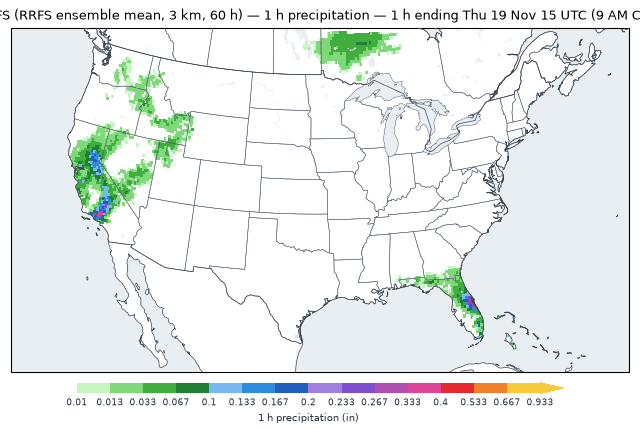 (RRFS ensemble mean, 3 km, 60 h) — 1 h precipitation — 1 h ending Thu 19 Nov 15 UTC (9 AM
0.01 0.013 0.033 0.067 0.1 0.133 0.167 0.2 0.233 0.267 0.333 0.4 0.533 0.667 0.933
1 h precipitation (in)